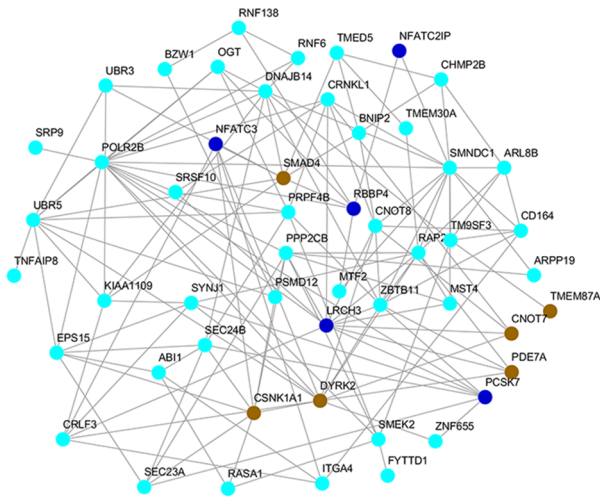 RNF138
NFATC2IP
RNF6
TMED5
OGT
BZW1
CHMP2B
DNAJB14
UBR3
CRNKL1
TMEM30A
BNIP2
NFATC3
SRP9
POLR2B
SMAD4
SMNDC1
ARL8B
SRSF10
RBBP4
PRPF4B
UBR5
CNOT8
CD164
TM9SF3
PPP2CB
TNFAIP8
ARPP19
KIAA1109
SYNJ1
PSMD12
MTF2
ZBTB11
MST4
TMEM87A
LRCH3
CNOT7
EPS15
SEC24B
ABI1
PDE7A
PCSK7
DYRK2
CSNK1A1
CRLF3
SMEK2
ZNF655
SEC23A
RASA1
ITGA4
FYTTD1